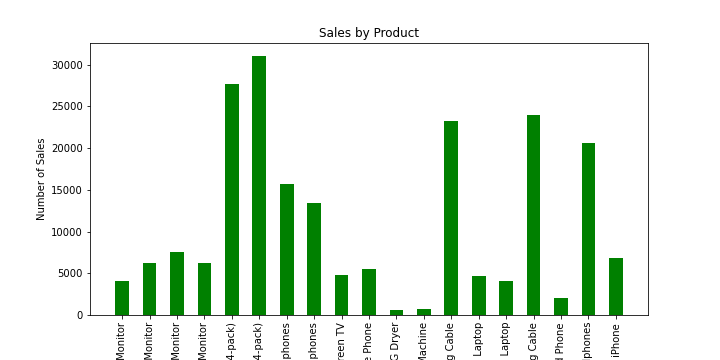 Sales by Product
Number of Sales
30000
25000
20000
15000
10000
5000
0
Monitor
Monitor
Monitor
Monitor
4-pack)
4-pack)
phones
phones
reen TV
e Phone
G Dryer
Machine
g Cable
Laptop
Laptop
g Cable
Phone
phones
iPhone